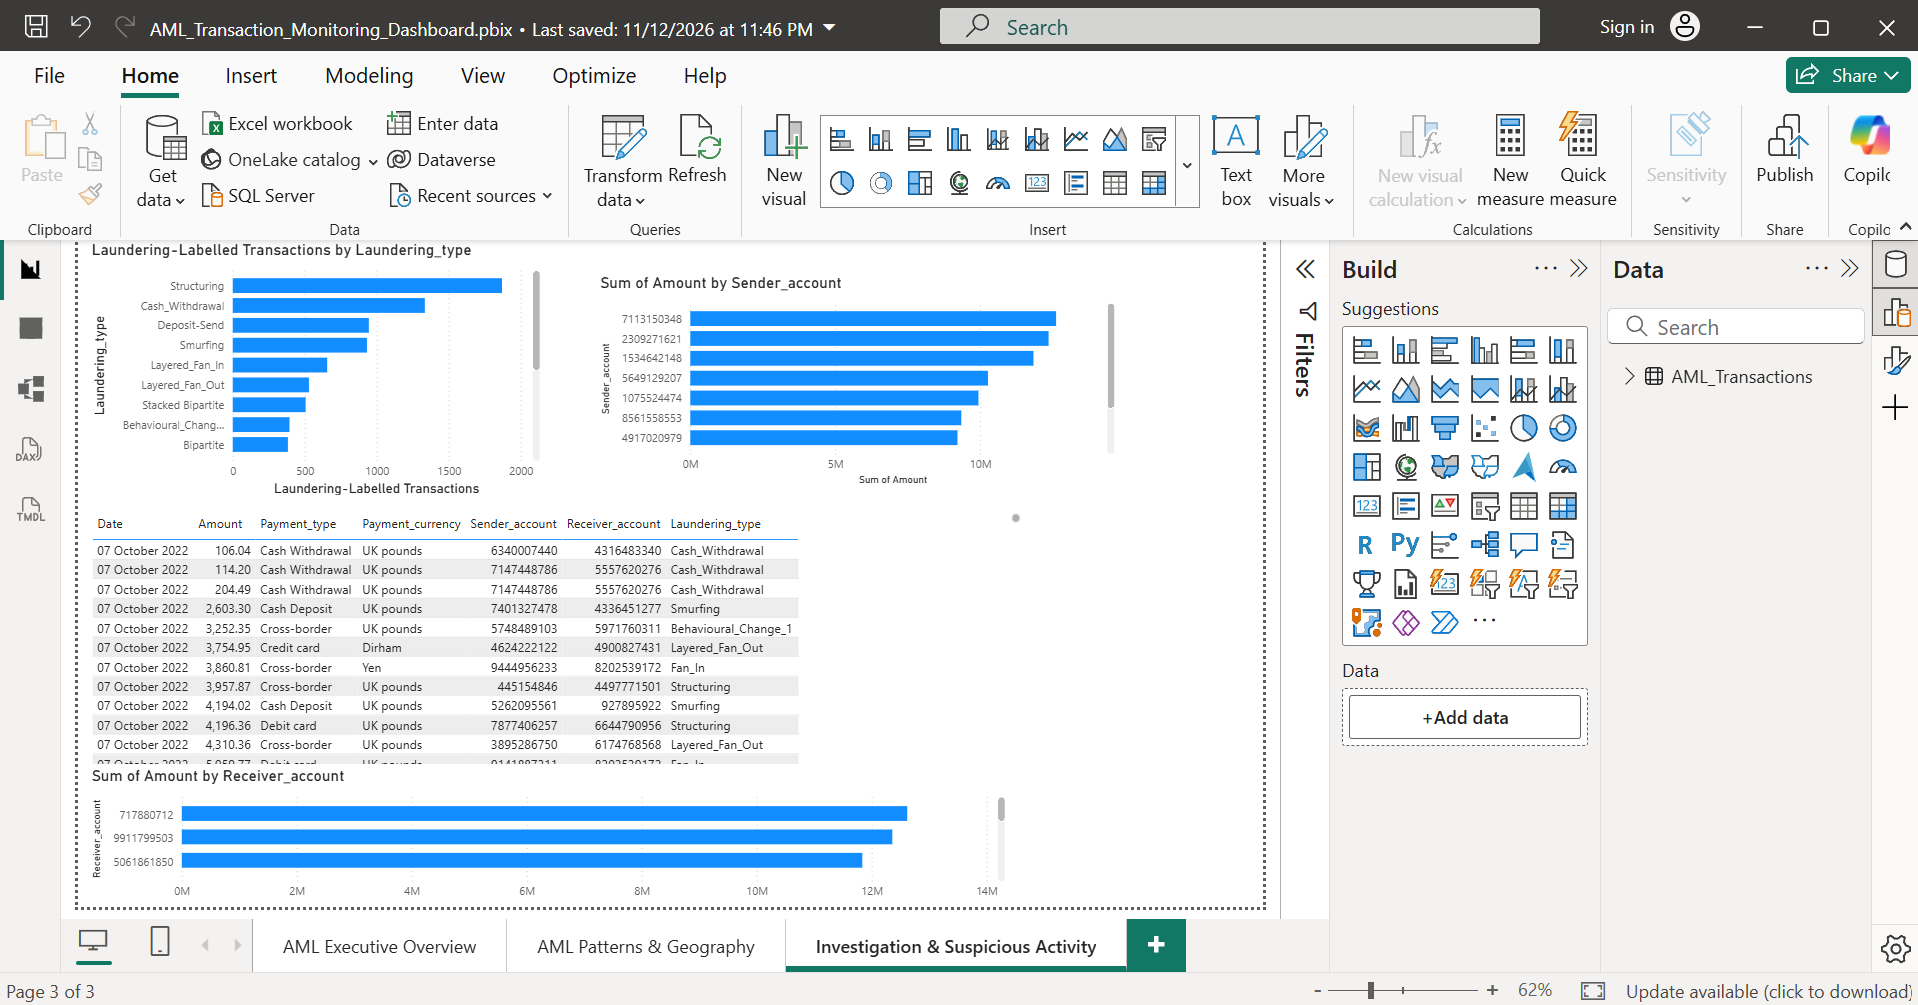 AML_Transaction_Monitoring_Dashboard.pbix • Last saved: 11/12/2026 at 11:46 PM
Search
Sign in
File Home Insert Modeling View Optimize Help
Share
Paste
Clipboard
Get data
Excel workbook
OneLake catalog
SQL Server
Enter data
Dataverse
Recent sources
Data
Transform data
Refresh
Queries
New visual
Text box
More visuals
Insert
New visual calculation
New measure
Quick measure
Calculations
Sensitivity
Sensitivity
Publish
Share
Copilc
Copilc
DAX
TMDL
Laundering-Labelled Transactions by Laundering_type
Laundering_type
Structuring
Cash_Withdrawal
Deposit-Send
Smurfing
Layered_Fan_In
Layered_Fan_Out
Stacked Bipartite
Behavioural_Chang...
Bipartite
0 500 1000 1500 2000
Laundering-Labelled Transactions
Sum of Amount by Sender_account
Sender_account
7113150348
2309271621
1534642148
5649129207
1075524474
8561558553
4917020979
0M 5M 10M
Sum of Amount
Date Amount Payment_type Payment_currency Sender_account Receiver_account Laundering_type
07 October 2022 106.04 Cash Withdrawal UK pounds 6340007440 4316483340 Cash_Withdrawal
07 October 2022 114.20 Cash Withdrawal UK pounds 7147448786 5557620276 Cash_Withdrawal
07 October 2022 204.49 Cash Withdrawal UK pounds 7147448786 5557620276 Cash_Withdrawal
07 October 2022 2,603.30 Cash Deposit UK pounds 7401327478 4336451277 Smurfing
07 October 2022 3,252.35 Cross-border UK pounds 5748489103 5971760311 Behavioural_Change_1
07 October 2022 3,754.95 Credit card Dirham 4624222122 4900827431 Layered_Fan_Out
07 October 2022 3,860.81 Cross-border Yen 9444956233 8202539172 Fan_In
07 October 2022 3,957.87 Cross-border UK pounds 445154846 4497771501 Structuring
07 October 2022 4,194.02 Cash Deposit UK pounds 5262095561 927895922 Smurfing
07 October 2022 4,196.36 Debit card UK pounds 7877406257 6644790956 Structuring
07 October 2022 4,310.36 Cross-border UK pounds 3895286750 6174768568 Layered_Fan_Out
Sum of Amount by Receiver_account
Receiver_account
717880712
9911799503
5061861850
0M 2M 4M 6M 8M 10M 12M 14M
Filters
Build
Suggestions
R Py
123
Data
+Add data
Data
Search
AML_Transactions
AML Executive Overview
AML Patterns & Geography
Investigation & Suspicious Activity
Page 3 of 3
62%
Update available (click to download)